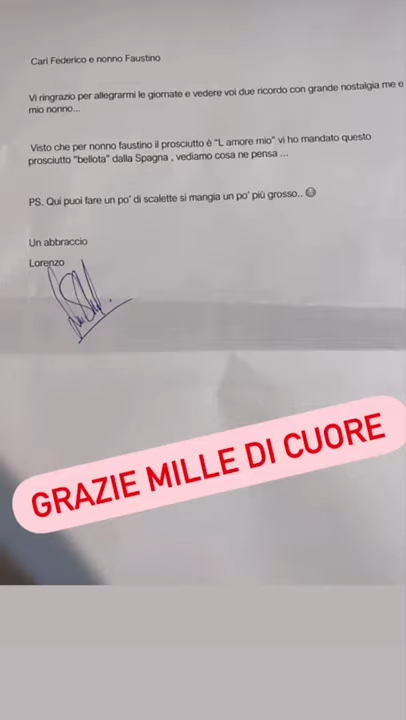 Cari Federico e nonno Faustino
Vi ringrazio per allegrarmi le giornate e vedere voi due ricordo con grande nostalgia me e
mio nonno...
Visto che per nonno faustino il prosciutto è "L amore mio" vi ho mandato questo
prosciutto "bellota" dalla Spagna , vediamo cosa ne pensa ...
PS. Qui puoi fare un po' di scalette si mangia un po' più grosso.. 😅
Un abbraccio
Lorenzo
GRAZIE MILLE DI CUORE